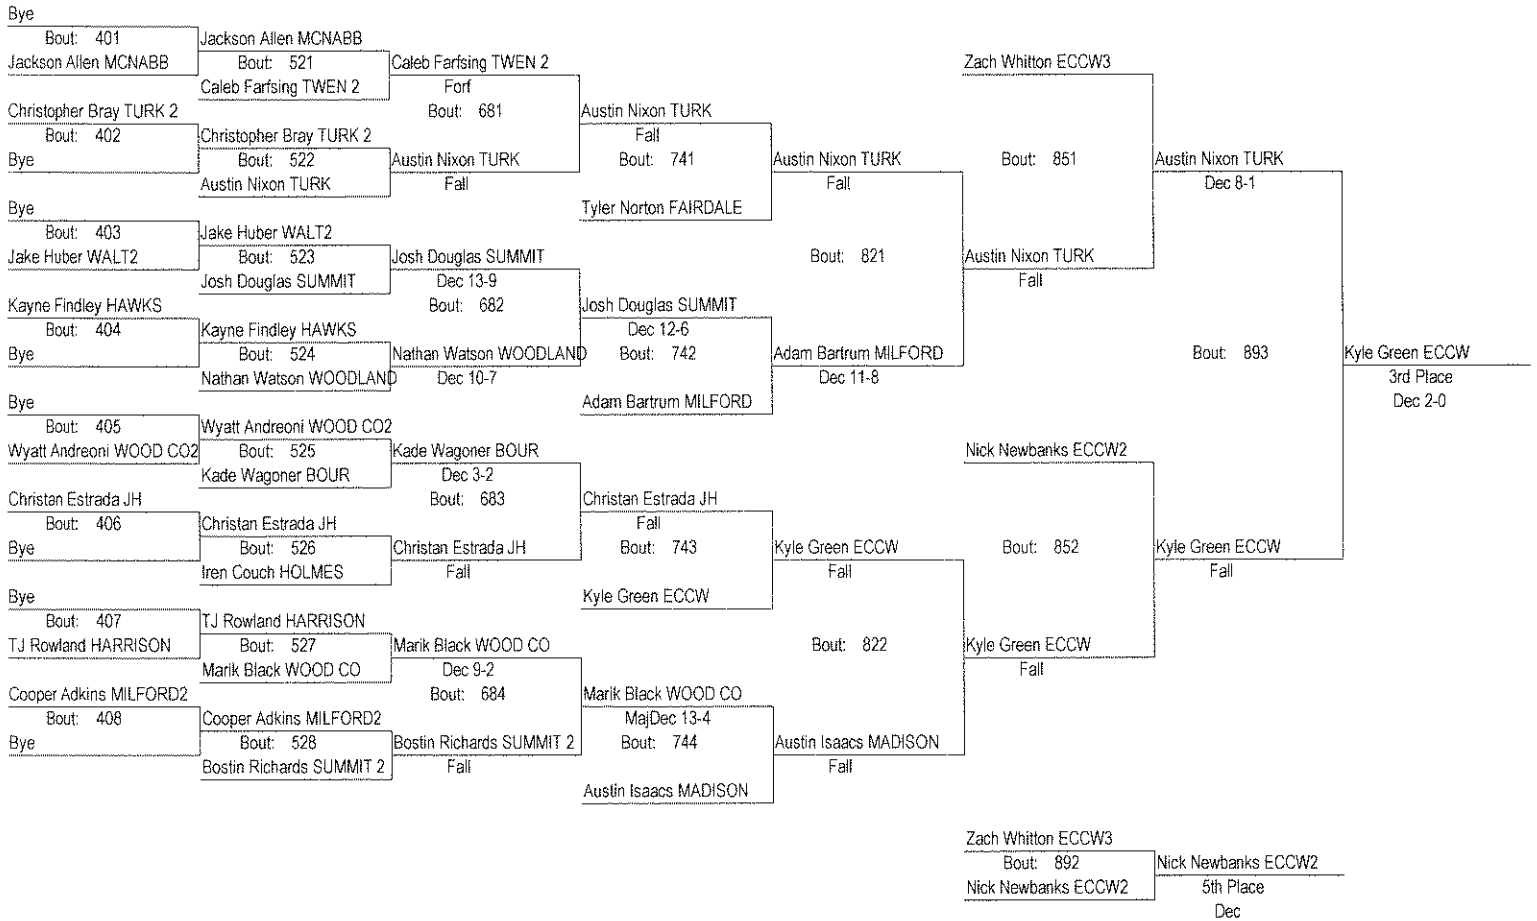 Bye
Bout: 401
Jackson Allen MCNABB
Christopher Bray TURK 2
Bout: 402
Bye
Bye
Bout: 403
Jake Huber WALT2
Kayne Findley HAWKS
Bout: 404
Bye
Bye
Bout: 405
Wyatt Andreoni WOOD CO2
Christan Estrada JH
Bout: 406
Bye
Bye
Bout: 407
TJ Rowland HARRISON
Cooper Adkins MILFORD2
Bout: 408
Bye
Jackson Allen MCNABB
Bout: 521
Caleb Farfsing TWEN 2
Christopher Bray TURK 2
Bout: 522
Austin Nixon TURK
Jake Huber WALT2
Bout: 523
Josh Douglas SUMMIT
Kayne Findley HAWKS
Bout: 524
Nathan Watson WOODLAND
Wyatt Andreoni WOOD CO2
Bout: 525
Kade Wagoner BOUR
Christan Estrada JH
Bout: 526
Iren Couch HOLMES
TJ Rowland HARRISON
Bout: 527
Marik Black WOOD CO
Cooper Adkins MILFORD2
Bout: 528
Bostin Richards SUMMIT 2
Caleb Farfsing TWEN 2
Forf
Bout: 681
Austin Nixon TURK
Fall
Josh Douglas SUMMIT
Dec 13-9
Bout: 682
Nathan Watson WOODLAND
Dec 10-7
Kade Wagoner BOUR
Dec 3-2
Bout: 683
Christan Estrada JH
Fall
Marik Black WOOD CO
Dec 9-2
Bout: 684
Bostin Richards SUMMIT 2
Fall
Austin Nixon TURK
Fall
Bout: 741
Tyler Norton FAIRDALE
Josh Douglas SUMMIT
Dec 12-6
Bout: 742
Adam Bartrum MILFORD
Christan Estrada JH
Fall
Bout: 743
Kyle Green ECCW
Marik Black WOOD CO
MajDec 13-4
Bout: 744
Austin Isaacs MADISON
Austin Nixon TURK
Fall
Bout: 821
Adam Bartrum MILFORD
Dec 11-8
Kyle Green ECCW
Fall
Bout: 822
Austin Isaacs MADISON
Fall
Zach Whitton ECCW3
Bout: 851
Austin Nixon TURK
Fall
Nick Newbanks ECCW2
Bout: 852
Kyle Green ECCW
Fall
Austin Nixon TURK
Dec 8-1
Bout: 893
Kyle Green ECCW
Fall
Kyle Green ECCW
3rd Place
Dec 2-0
Zach Whitton ECCW3
Bout: 892
Nick Newbanks ECCW2
Nick Newbanks ECCW2
5th Place
Dec